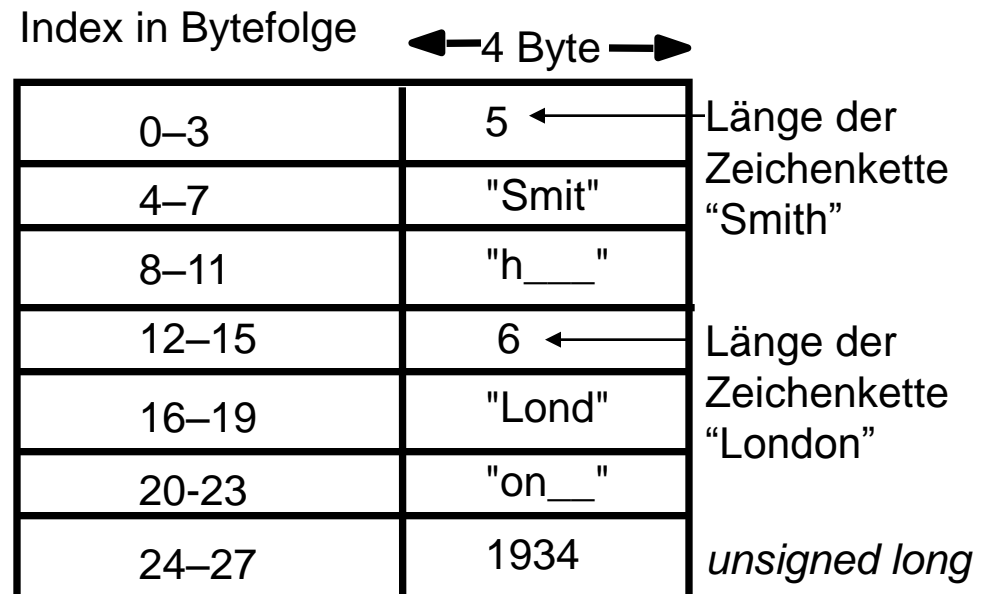 Index in Bytefolge
4 Byte
0–3
5
Länge der
Zeichenkette
“Smith”
4–7
"Smit"
8–11
"h___"
12–15
6
Länge der
Zeichenkette
“London”
16–19
"Lond"
20-23
"on__"
24–27
1934
unsigned long